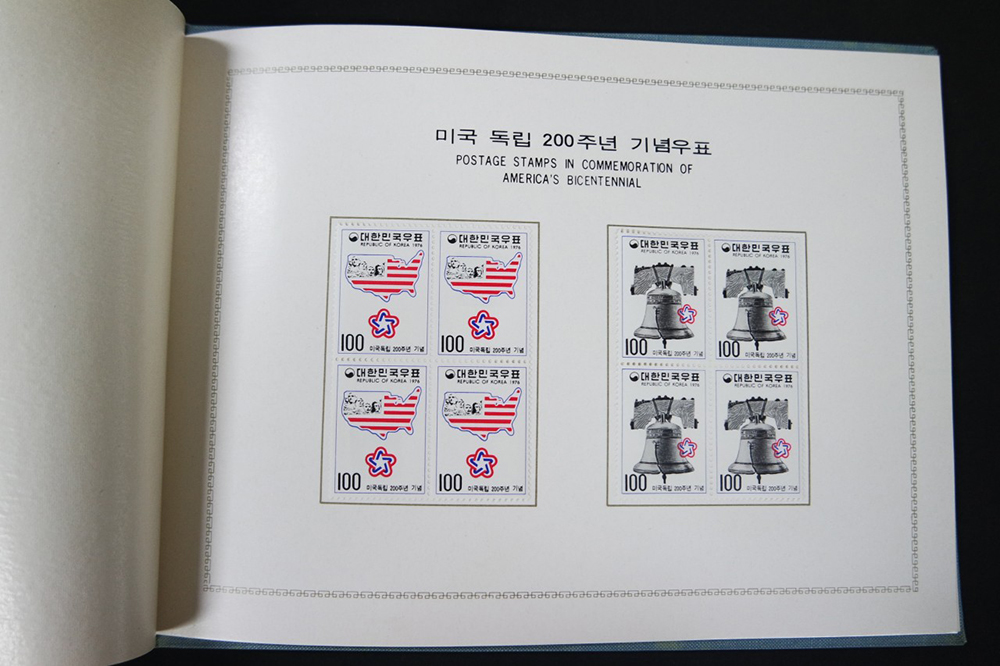 미국 독립 200주년 기념우표
POSTAGE STAMPS IN COMMEMORATION OF
AMERICA'S BICENTENNIAL
대한민국우표
REPUBLIC OF KOREA 1976
100 미국독립 200주년 기념
대한민국우표
REPUBLIC OF KOREA 1976
100 미국독립 200주년 기념
대한민국우표
REPUBLIC OF KOREA 1976
100 미국독립 200주년 기념
대한민국우표
REPUBLIC OF KOREA 1976
100 미국독립 200주년 기념
대한민국우표
REPUBLIC OF KOREA 1976
100 미국독립 200주년 기념
대한민국우표
REPUBLIC OF KOREA 1976
100 미국독립 200주년 기념
대한민국우표
REPUBLIC OF KOREA 1976
100 미국독립 200주년 기념
대한민국우표
REPUBLIC OF KOREA 1976
100 미국독립 200주년 기념